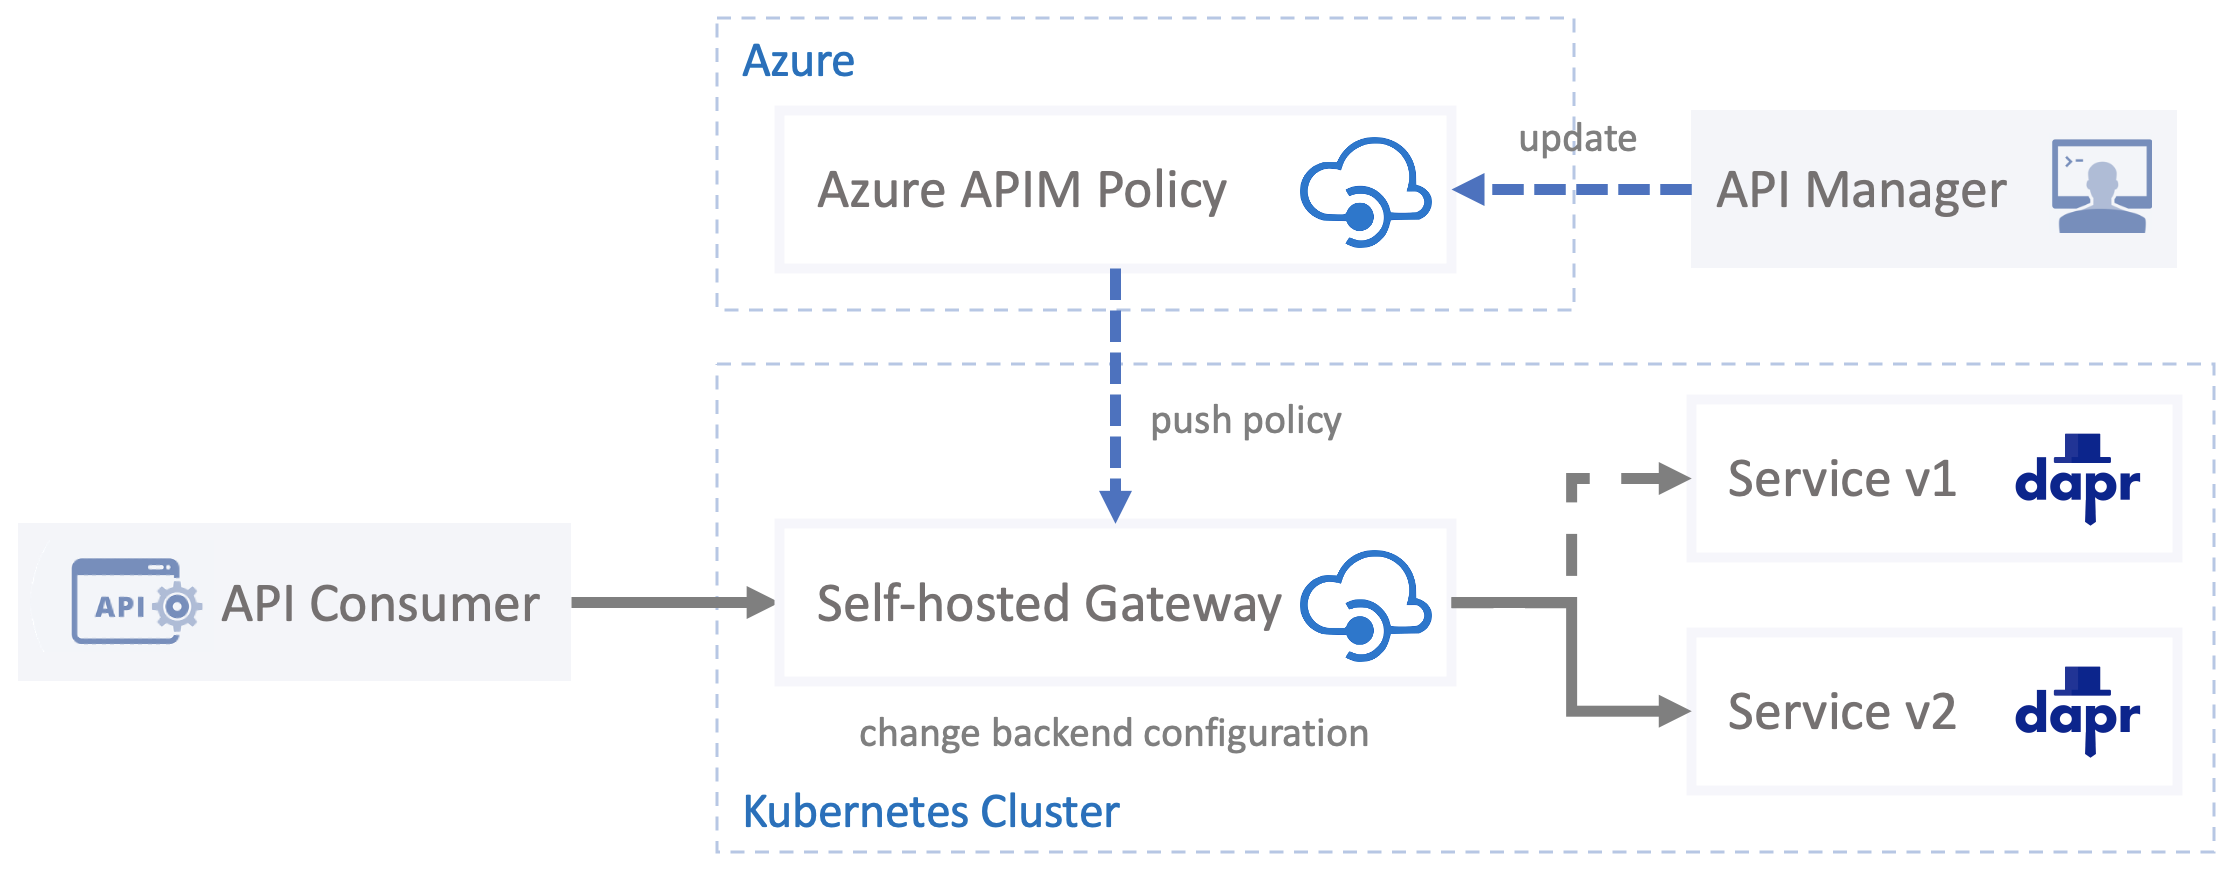 Azure
Azure APIM Policy
update
API Manager
>-
push policy
Service v1
dapr
API
API Consumer
Self-hosted Gateway
change backend configuration
Service v2
dapr
Kubernetes Cluster